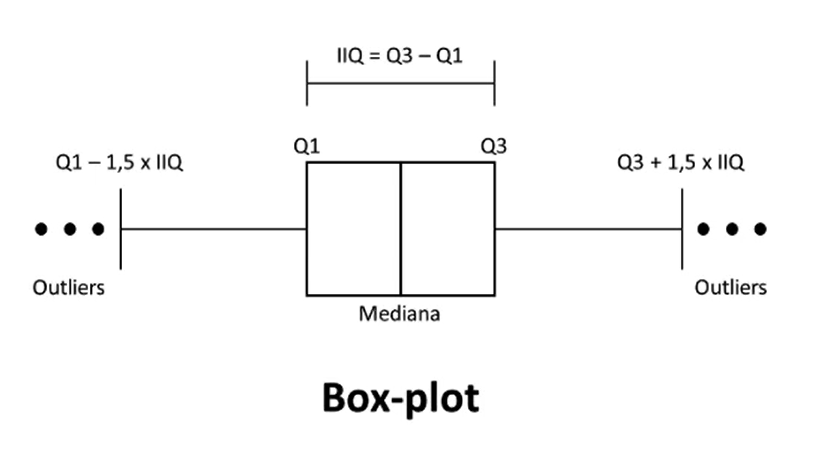 IIQ = Q3 – Q1
Q1
Q3
Q1 – 1,5 x IIQ
Q3 + 1,5 x IIQ
Outliers
Outliers
Mediana
Box-plot